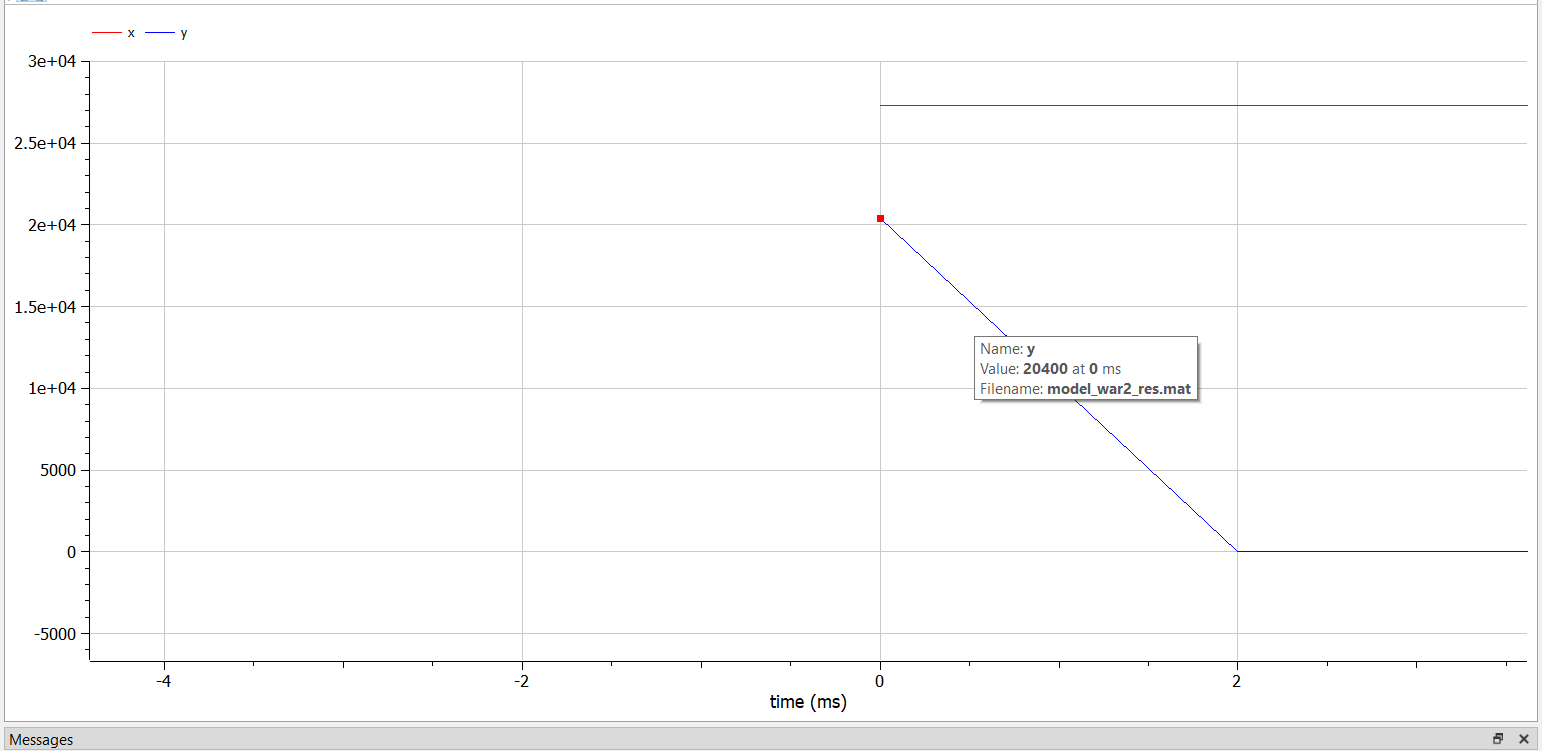 x y
3e+04
2.5e+04
2e+04
1.5e+04
1e+04
5000
0
-5000
Name: y
Value: 20400 at 0 ms
Filename: model_war2_res.mat
-4 -2 0 2
time (ms)
Messages